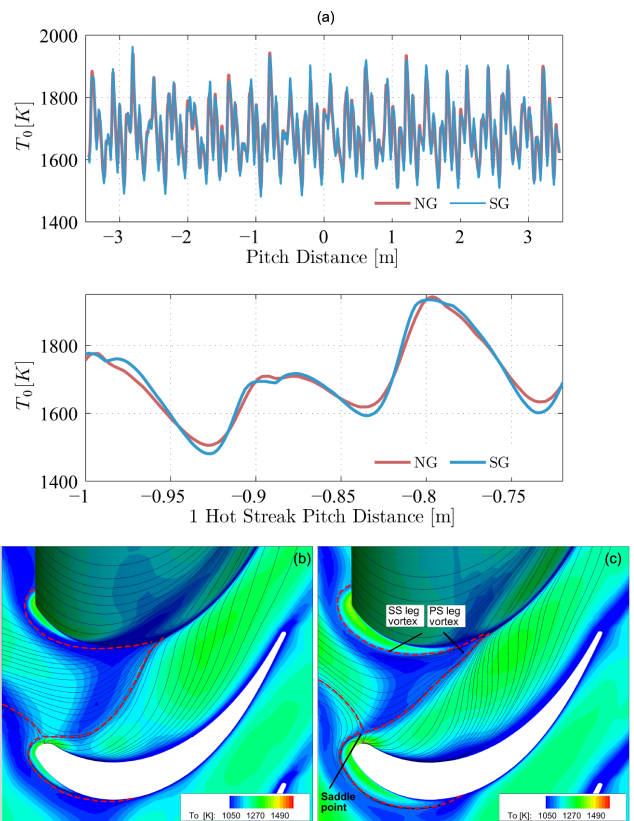 (a)
2000
1800
1600
1400
T0[K]
NG SG
−3 −2 −1 0 1 2 3
Pitch Distance [m]
1800
1600
1400
T0[K]
NG SG
−1 −0.95 −0.9 −0.85 −0.8 −0.75
1 Hot Streak Pitch Distance [m]
(b) (c)
SS leg vortex
PS leg vortex
Saddle
point
To [K] 1050 1270 1490
To [K] 1050 1270 1490